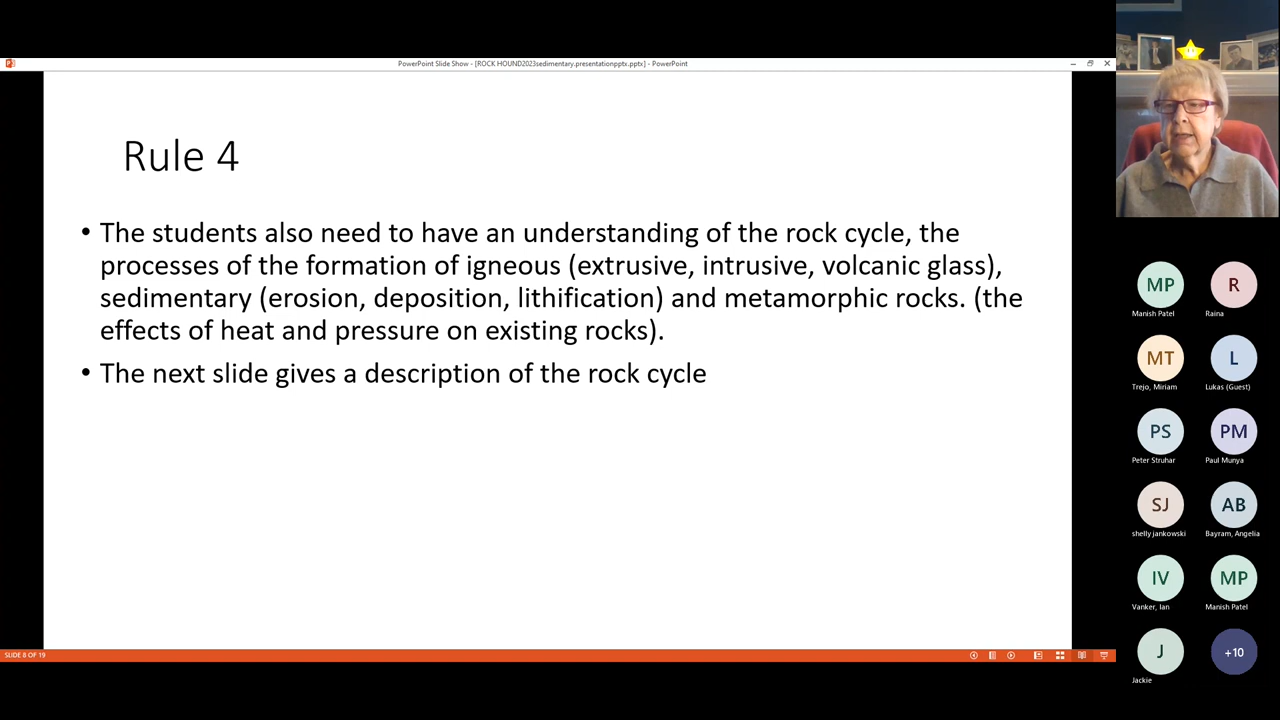 PowerPoint Slide Show - [ROCK HOUND2023sedimentary.presentationpptx.pptx] - PowerPoint
Rule 4
• The students also need to have an understanding of the rock cycle, the
processes of the formation of igneous (extrusive, intrusive, volcanic glass),
sedimentary (erosion, deposition, lithification) and metamorphic rocks. (the
effects of heat and pressure on existing rocks).
• The next slide gives a description of the rock cycle
SLIDE 8 OF 19
MP
Manish Patel
R
Raina
MT
Trejo, Miriam
L
Lukas (Guest)
PS
Peter Struhar
PM
Paul Munya
SJ
shelly jankowski
AB
Bayram, Angelia
IV
Vanker, Ian
MP
Manish Patel
J
Jackie
+10